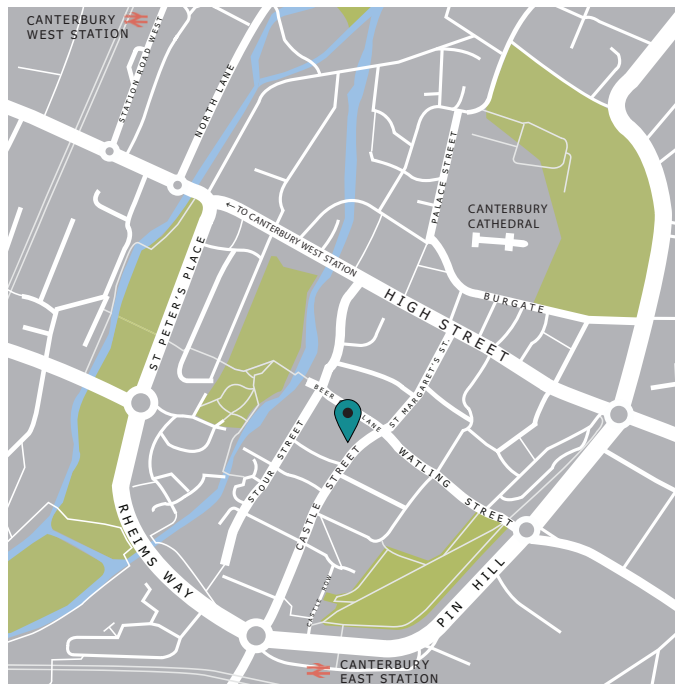 CANTERBURY
WEST STATION
STATION ROAD WEST
NORTH LANE
PALACE STREET
CANTERBURY
CATHEDRAL
← TO CANTERBURY WEST STATION
ST PETER'S PLACE
HIGH STREET
BURGATE
BEER LANE
ST MARGARET'S ST.
STOUR STREET
CASTLE STREET
WATLING STREET
RHEIMS WAY
CASTLE ROW
PIN HILL
CANTERBURY
EAST STATION